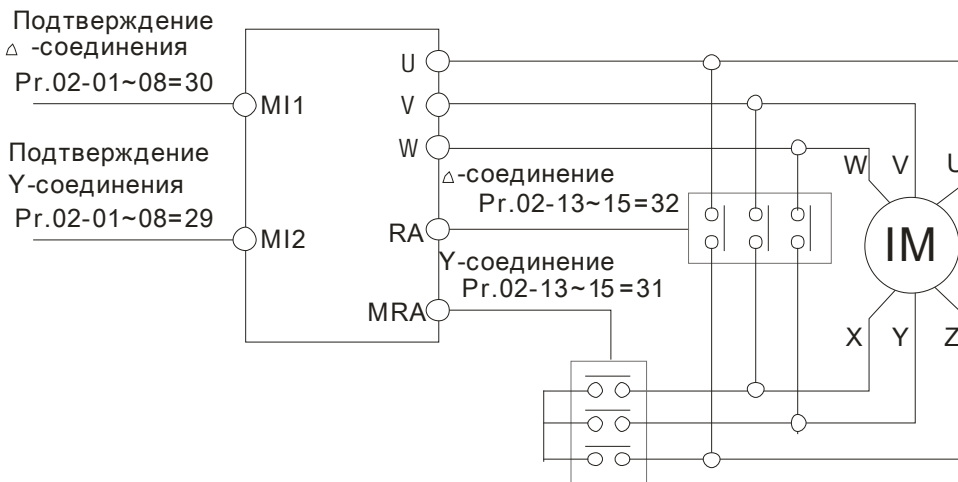 Подтверждение
△ -соединения
Pr.02-01~08=30
MI1
Подтверждение
Y-соединения
Pr.02-01~08=29
MI2
U
V
W
RA
MRA
△-соединение
Pr.02-13~15=32
Y-соединение
Pr.02-13~15=31
W V U
IM
X Y Z